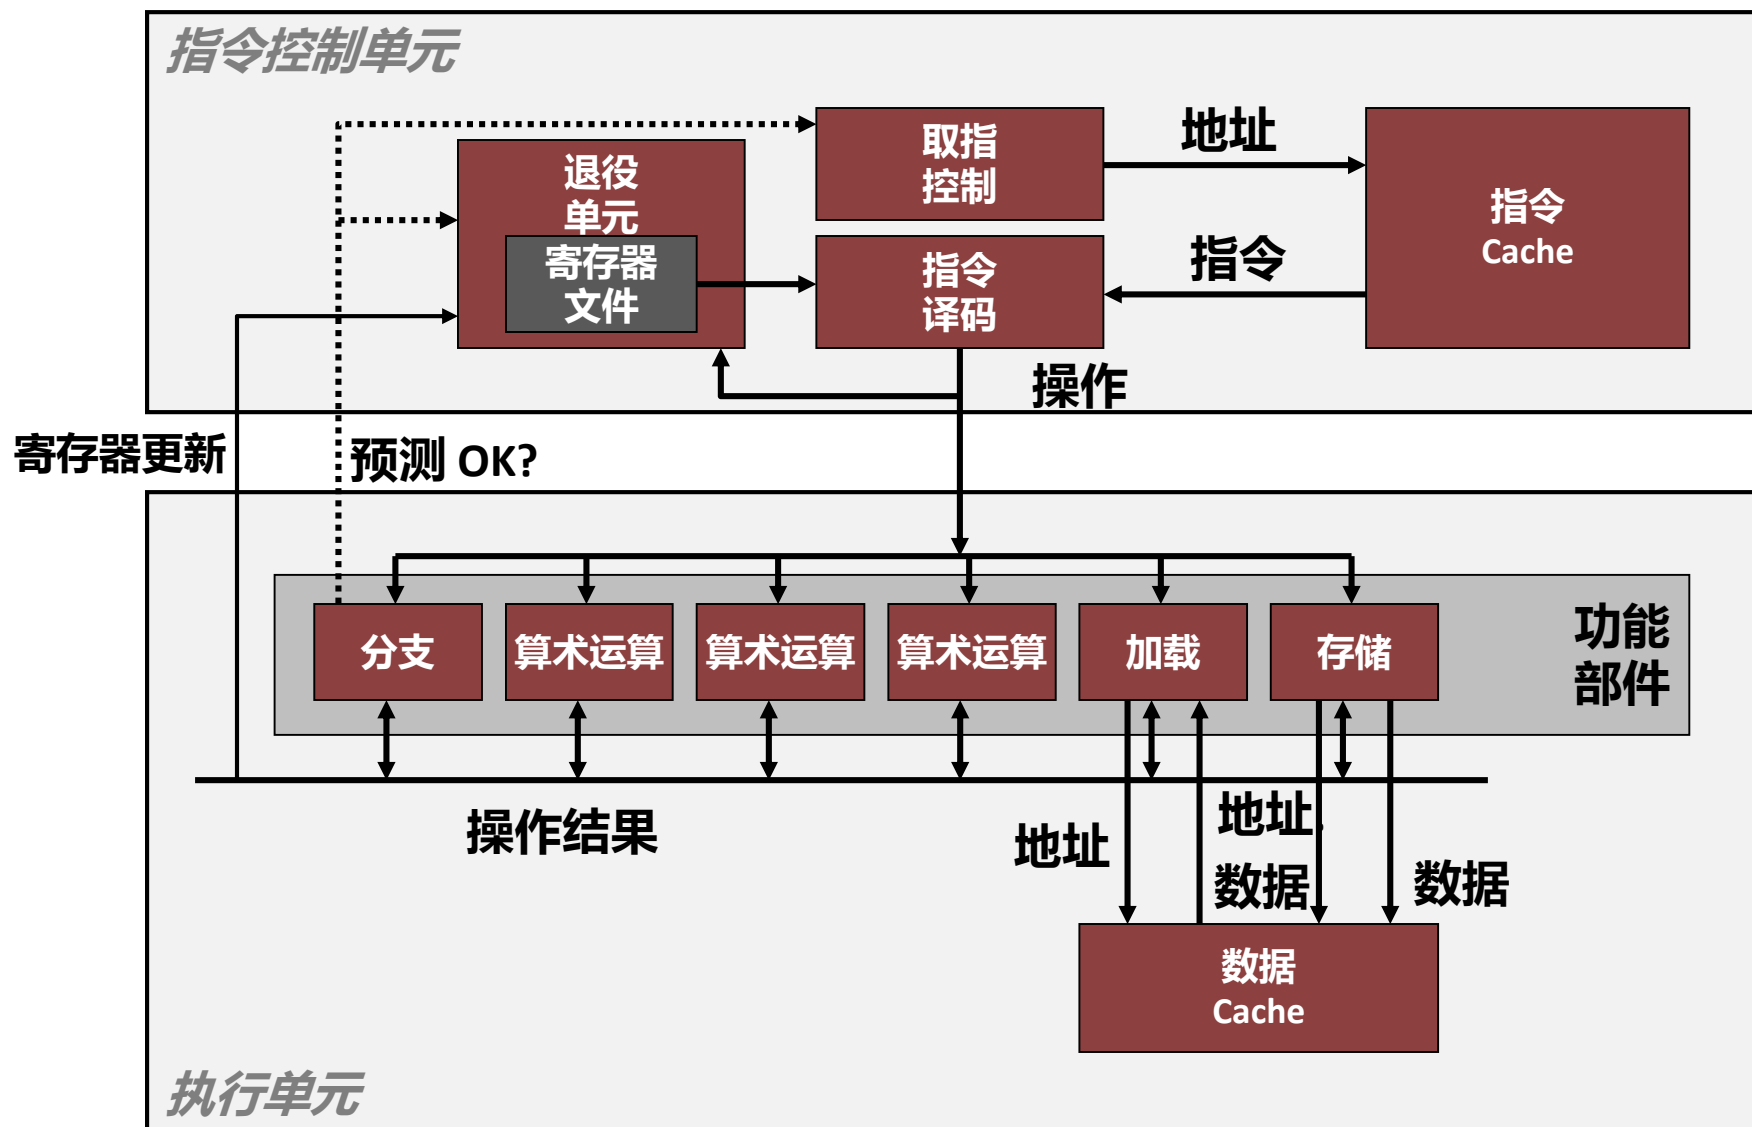 指令控制单元
取指
控制
地址
指令
Cache
退役
单元
寄存器
文件
指令
译码
指令
操作
寄存器更新
预测 OK?
功能
部件
分支
算术运算
算术运算
算术运算
加载
存储
操作结果
地址
地址,
数据
数据
数据
Cache
执行单元